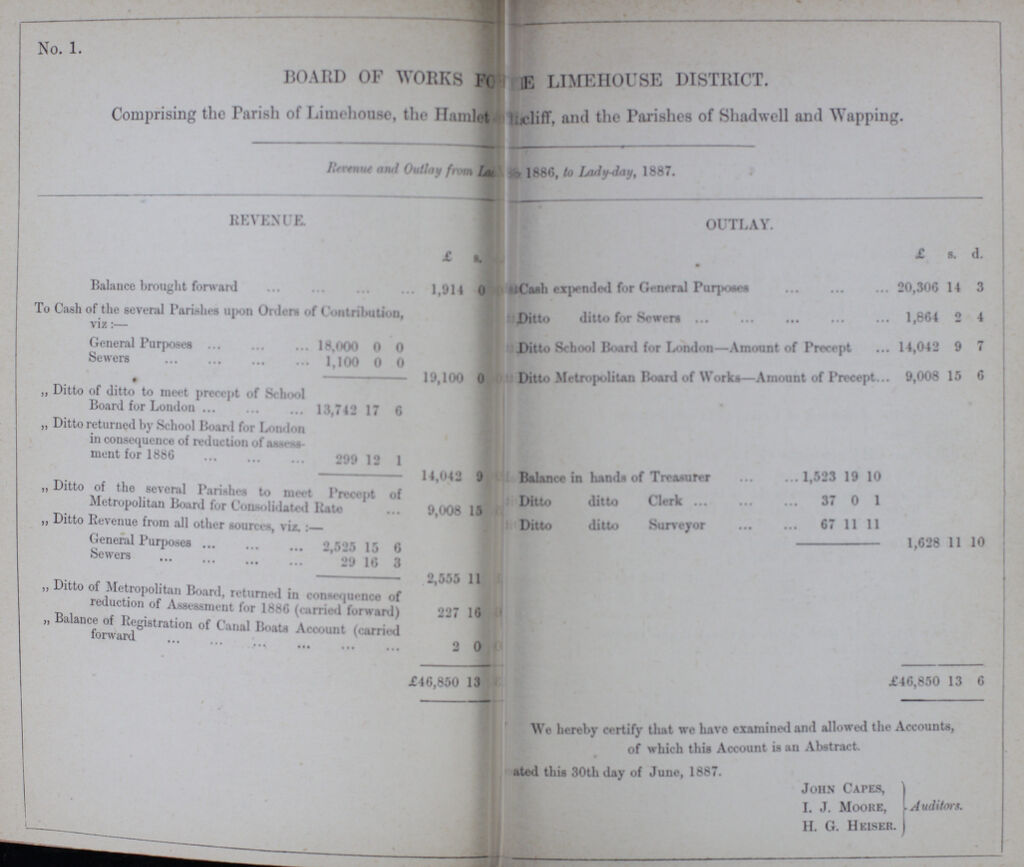 No. 1.
BOARD OF WORKS LIMEHOUSE DISTRICT.
Comprising the Parish of Limehouse, the Hamlet and the Parishes of Shadwell and Wapping.
Revenue and Outlay from 1886, to Lady-day, 1887.
REVENUE.
£ s.
Balance brought forward ... ... ... ... 1,914 0
To Cash of the several Parishes upon Orders of Contribution,
viz :—
General Purposes ... ... ... 18,000 0 0
Sewers ... ... ... ... 1,100 0 0
19,100 0
„ Ditto of ditto to meet precept of School
Board for London ... ... ... 13,742 17 6
„ Ditto returned by School Board for London
in consequence of reduction of assess-
ment for 1886 ... ... ... 299 12 1
14,042 9
„ Ditto of the several Parishes to meet Precept of
Metropolitan Board for Consolidated Rate ... 9,008 15
„ Ditto Revenue from all other sources, viz. :—
General Purposes ... ... ... 2,525 15 6
Sewers ... ... ... ... 29 16 3
2,555 11
„ Ditto of Metropolitan Board, returned in consequence of
reduction of Assessment for 1886 (carried forward) 227 16
„ Balance of Registration of Canal Boats Account (carried
forward ... ... ... ... ... ... 2 0
£46,850 13
OUTLAY.
£ s. d.
Cash expended for General Purposes ... ... ... 20,306 14 3
Ditto ditto for Sewers ... ... ... ... ... 1,864 2 4
Ditto School Board for London—Amount of Precept ... 14,042 9 7
Ditto Metropolitan Board of Works—Amount of Precept... 9,008 15 6
Balance in hands of Treasurer ... ... 1,523 19 10
Ditto ditto Clerk ... ... ... 37 0 1
Ditto ditto Surveyor ... ... 67 11 11
1,628 11 10
£46,850 13 6
We hereby certify that we have examined and allowed the Accounts,
of which this Account is an Abstract.
ated this 30th day of June, 1887.
JOHN CAPES,
I. J. MOORE, Auditors.
H. G. HEISER.